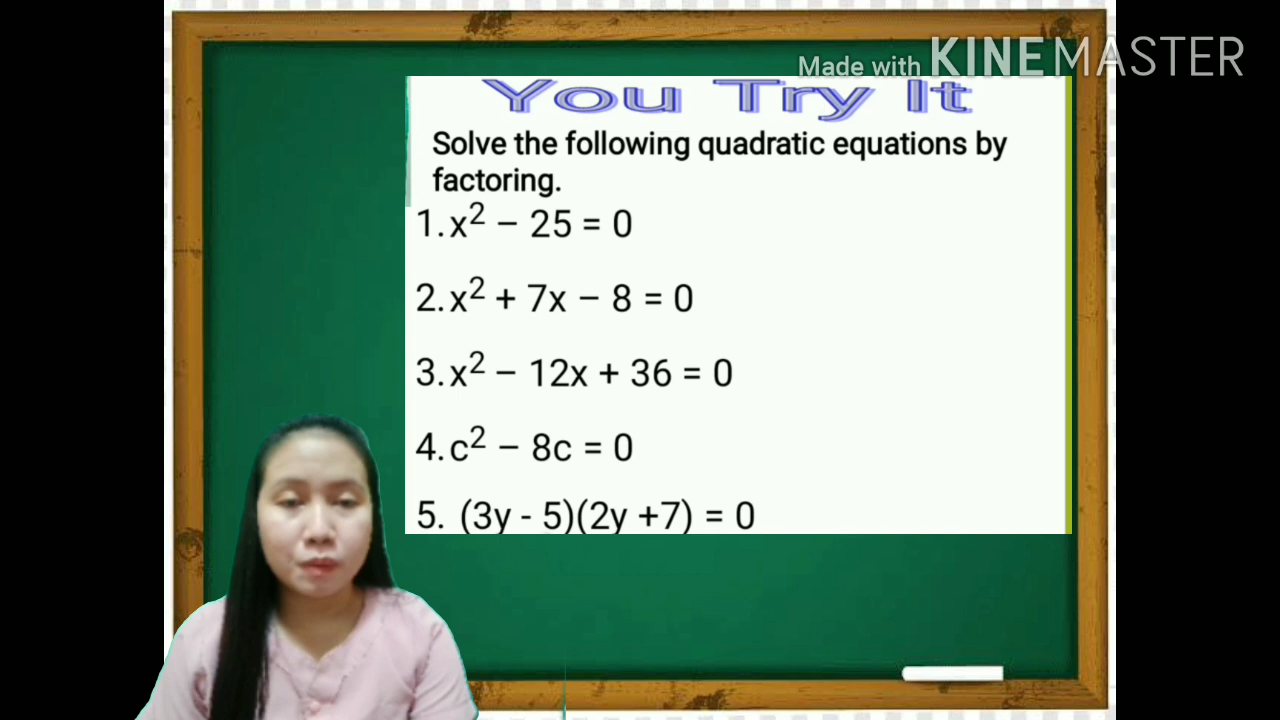 Made with KINEMASTER
You Try It
Solve the following quadratic equations by
factoring.
1. x² – 25 = 0
2. x² + 7x – 8 = 0
3. x² – 12x + 36 = 0
4. c² – 8c = 0
5. (3y - 5)(2y +7) = 0